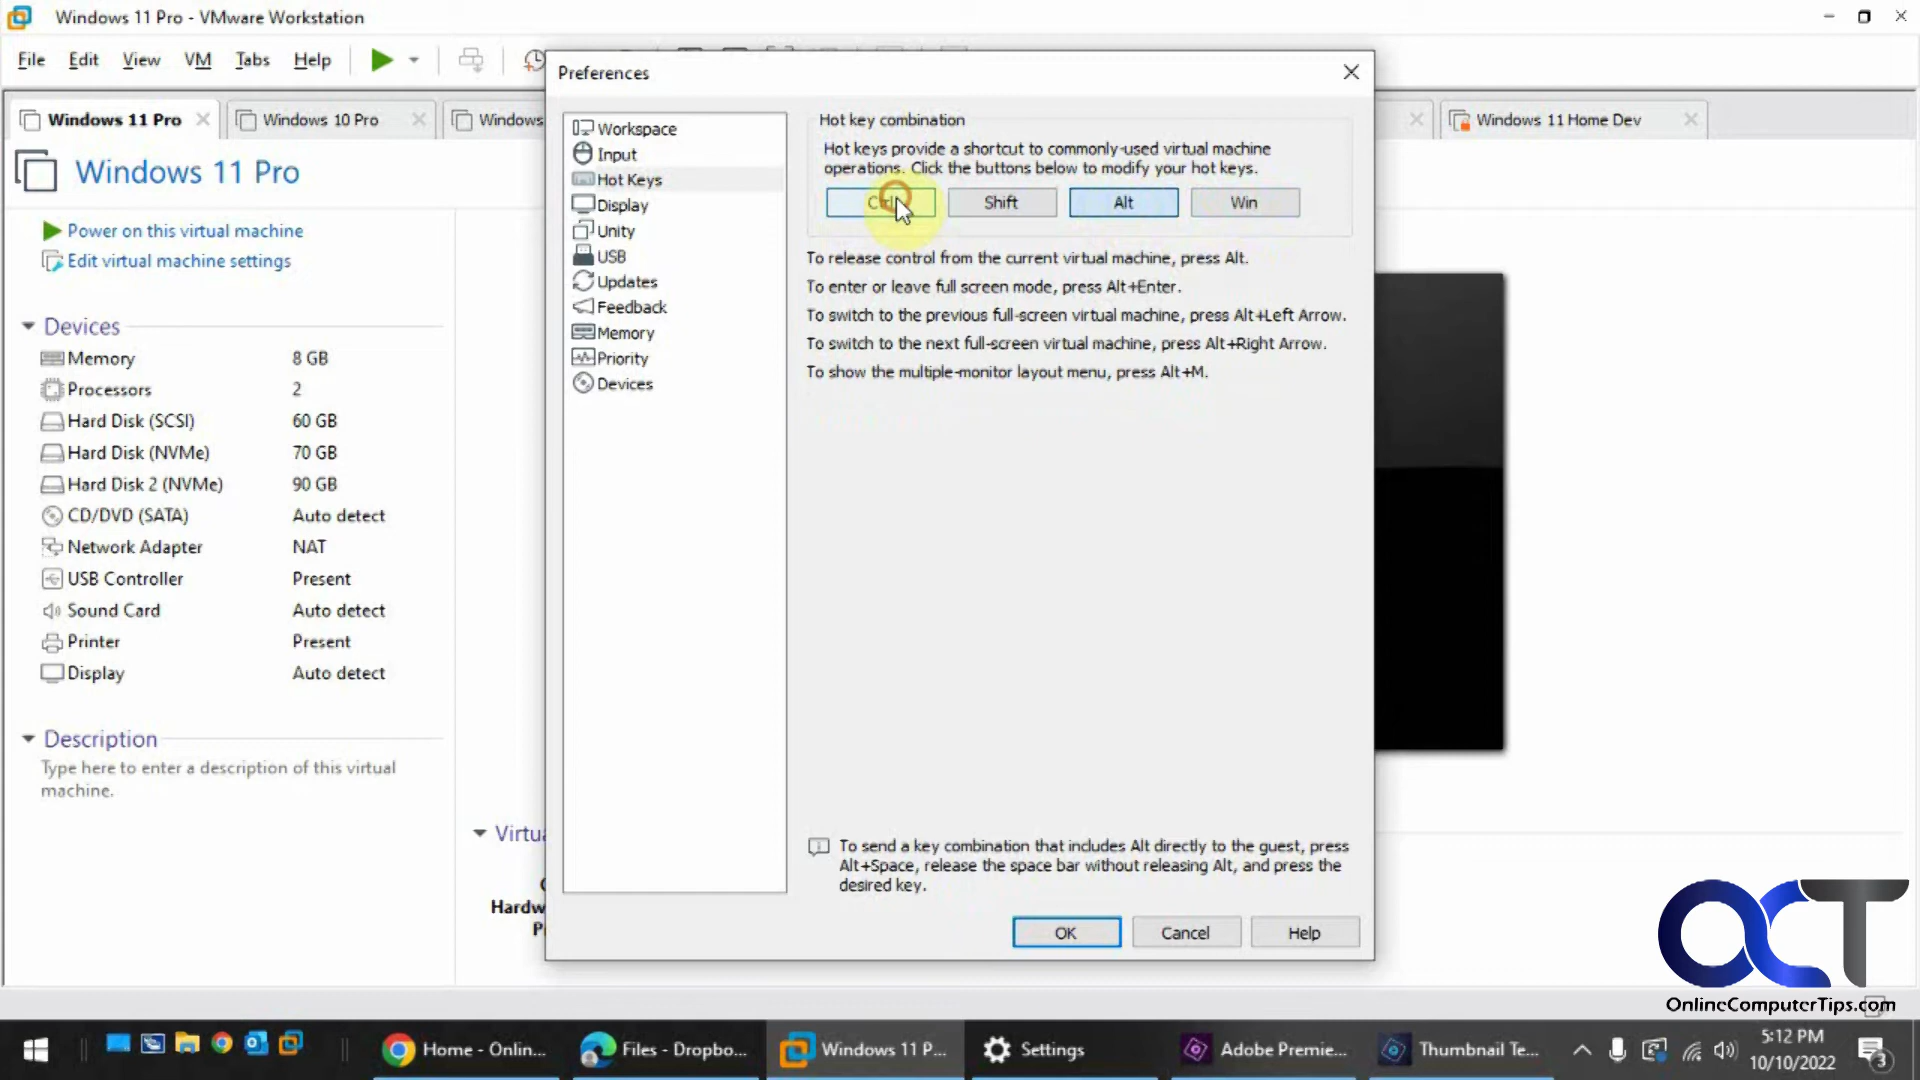 Windows 11 Pro - VMware Workstation
File Edit View VM Tabs Help
Windows 11 Pro Windows 10 Pro Windows Windows 11 Home Dev
Windows 11 Pro
Power on this virtual machine
Edit virtual machine settings
Devices
Memory 8 GB
Processors 2
Hard Disk (SCSI) 60 GB
Hard Disk (NVMe) 70 GB
Hard Disk 2 (NVMe) 90 GB
CD/DVD (SATA) Auto detect
Network Adapter NAT
USB Controller Present
Sound Card Auto detect
Printer Present
Display Auto detect
Description
Type here to enter a description of this virtual
machine.
Preferences
Workspace
Input
Hot Keys
Display
Unity
USB
Updates
Feedback
Memory
Priority
Devices
Hot key combination
Hot keys provide a shortcut to commonly-used virtual machine
operations. Click the buttons below to modify your hot keys.
Ctrl Shift Alt Win
To release control from the current virtual machine, press Alt.
To enter or leave full screen mode, press Alt+Enter.
To switch to the previous full-screen virtual machine, press Alt+Left Arrow.
To switch to the next full-screen virtual machine, press Alt+Right Arrow.
To show the multiple-monitor layout menu, press Alt+M.
To send a key combination that includes Alt directly to the guest, press
Alt+Space, release the space bar without releasing Alt, and press the
desired key.
OK Cancel Help
OCT
OnlineComputerTips.com
Home - Onlin... Files - Dropbo... Windows 11 P... Settings Adobe Premie... Thumbnail Te...
5:12 PM
10/10/2022
3